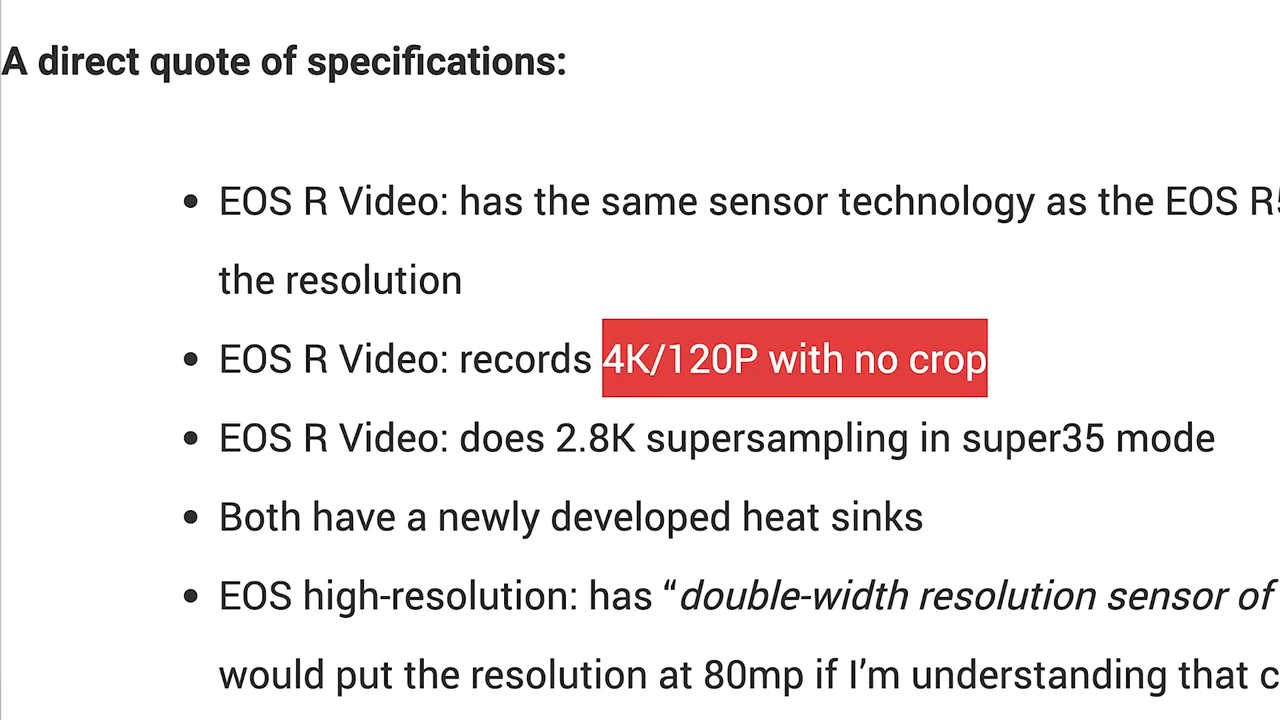 A direct quote of specifications:
• EOS R Video: has the same sensor technology as the EOS R5
the resolution
• EOS R Video: records 4K/120P with no crop
• EOS R Video: does 2.8K supersampling in super35 mode
• Both have a newly developed heat sinks
• EOS high-resolution: has “double-width resolution sensor of
would put the resolution at 80mp if I’m understanding that c